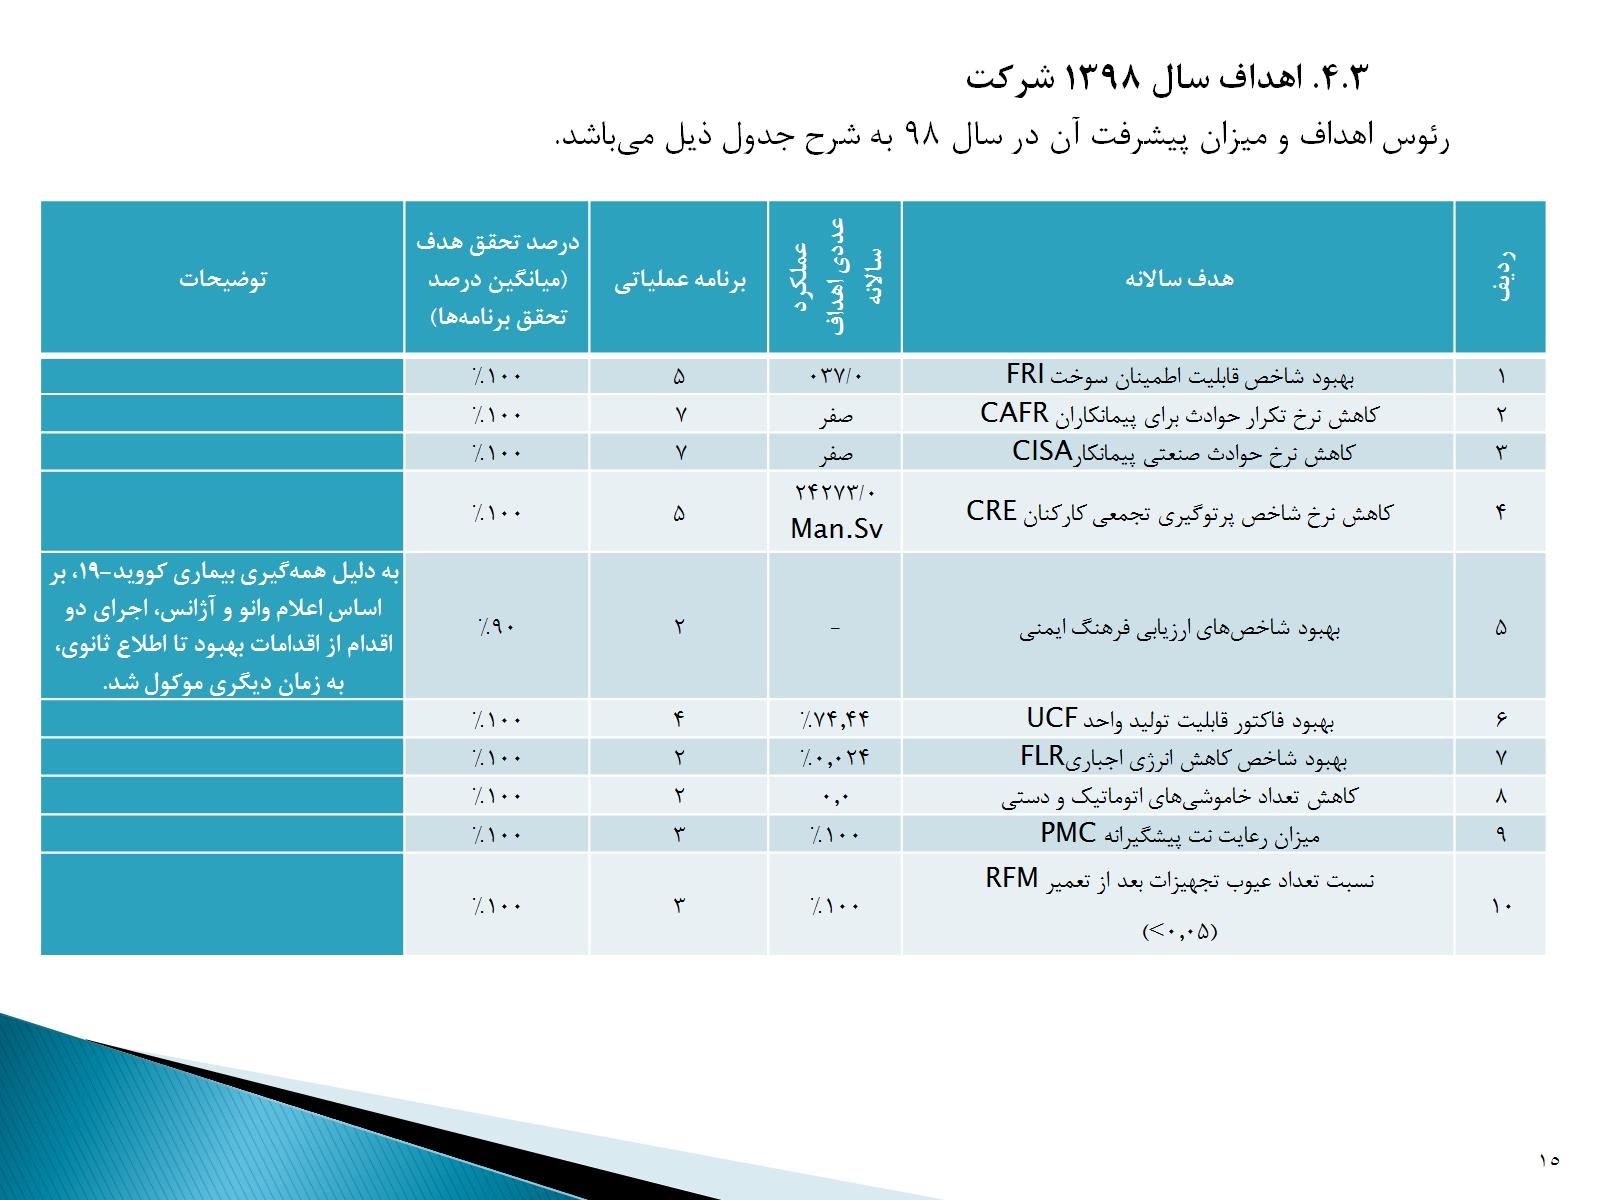 ۴.۳. اهداف سال ۱۳۹۸ شرکت
رئوس اهداف و میزان پیشرفت آن در سال ۹۸ به شرح جدول ذیل می‌باشد.
ردیف
هدف سالانه
عملکرد
عددی اهداف
سالانه
برنامه عملیاتی
درصد تحقق هدف
(میانگین درصد
تحقق برنامه‌ها)
توضیحات
۱ بهبود شاخص قابلیت اطمینان سوخت FRI ۰۳۷/۰ ۵ ۱۰۰٪
۲ کاهش نرخ تکرار حوادث برای پیمانکاران CAFR صفر ۷ ۱۰۰٪
۳ کاهش نرخ حوادث صنعتی پیمانکارCISA صفر ۷ ۱۰۰٪
۴ کاهش نرخ شاخص پرتوگیری تجمعی کارکنان CRE
۲۴۲۷۳/۰
Man.Sv
۵ ۱۰۰٪
۵ بهبود شاخص‌های ارزیابی فرهنگ ایمنی - ۲ ۹۰٪
به دلیل همه‌گیری بیماری کووید-۱۹، بر
اساس اعلام وانو و آژانس، اجرای دو
اقدام از اقدامات بهبود تا اطلاع ثانوی،
به زمان دیگری موکول شد.
۶ بهبود فاکتور قابلیت تولید واحد UCF ۷۴,۴۴٪ ۴ ۱۰۰٪
۷ بهبود شاخص کاهش انرژی اجباریFLR ۰,۰۲۴٪ ۲ ۱۰۰٪
۸ کاهش تعداد خاموشی‌های اتوماتیک و دستی ۰,۰ ۲ ۱۰۰٪
۹ میزان رعایت نت پیشگیرانه PMC ۱۰۰٪ ۳ ۱۰۰٪
۱۰ نسبت تعداد عیوب تجهیزات بعد از تعمیر RFM
(<۰,۰۵)
۱۰۰٪ ۳ ۱۰۰٪
۱۵